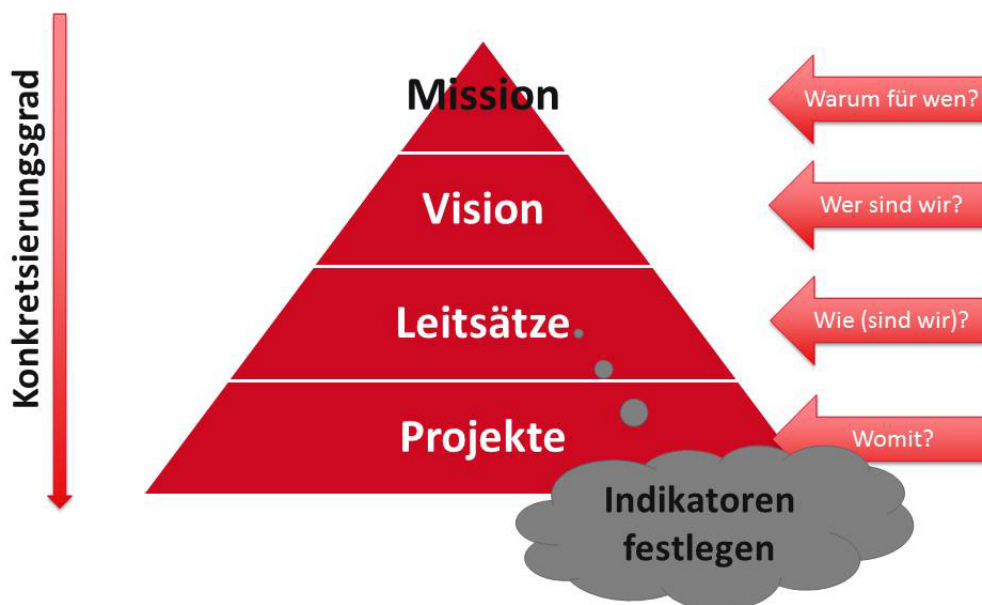 Konkretsierungsgrad
Mission
Warum für wen?
Vision
Wer sind wir?
Leitsätze
Wie (sind wir)?
Projekte
Womit?
Indikatoren
festlegen